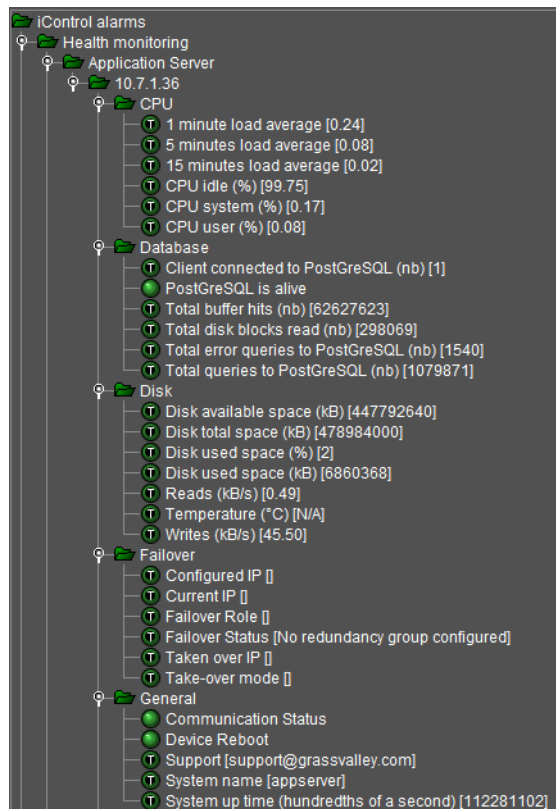 iControl alarms
Health monitoring
Application Server
10.7.1.36
CPU
T 1 minute load average [0.24]
T 5 minutes load average [0.08]
T 15 minutes load average [0.02]
T CPU idle (%) [99.75]
T CPU system (%) [0.17]
T CPU user (%) [0.08]
Database
T Client connected to PostGreSQL (nb) [1]
PostGreSQL is alive
T Total buffer hits (nb) [62627623]
T Total disk blocks read (nb) [298069]
T Total error queries to PostGreSQL (nb) [1540]
T Total queries to PostGreSQL (nb) [1079871]
Disk
T Disk available space (kB) [447792640]
T Disk total space (kB) [478984000]
T Disk used space (%) [2]
T Disk used space (kB) [6860368]
T Reads (kB/s) [0.49]
T Temperature (°C) [N/A]
T Writes (kB/s) [45.50]
Failover
T Configured IP []
T Current IP []
T Failover Role []
T Failover Status [No redundancy group configured]
T Taken over IP []
T Take-over mode []
General
Communication Status
Device Reboot
T Support [support@grassvalley.com]
T System name [appserver]
T System up time (hundredths of a second) [112281102]